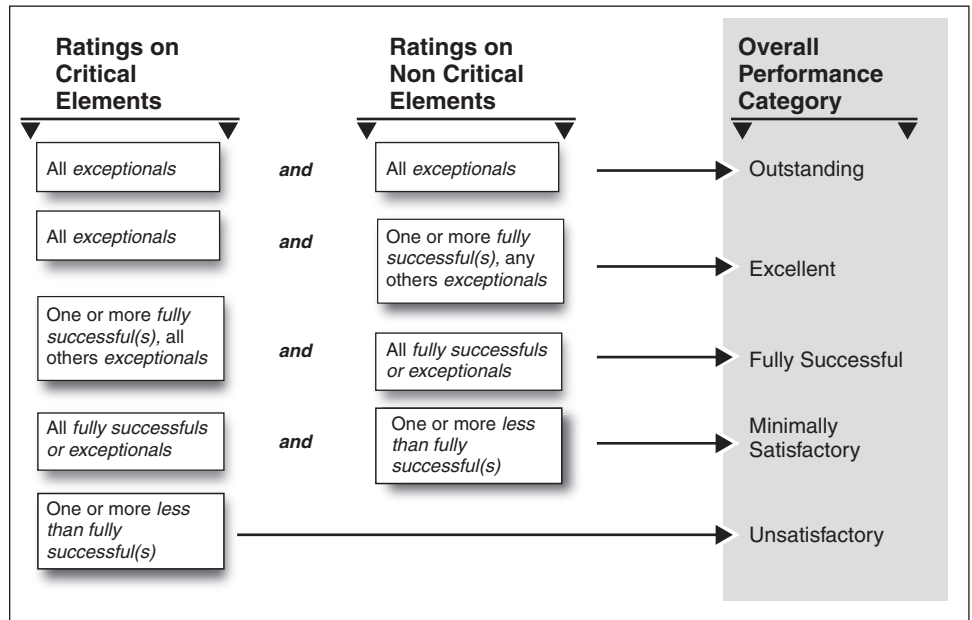 Ratings on
Critical
Elements
Ratings on
Non Critical
Elements
Overall
Performance
Category
All exceptionals
and
All exceptionals
Outstanding
All exceptionals
and
One or more fully
successful(s), any
others exceptionals
Excellent
One or more fully
successful(s), all
others exceptionals
and
All fully successfuls
or exceptionals
Fully Successful
All fully successfuls
or exceptionals
and
One or more less
than fully
successful(s)
Minimally
Satisfactory
One or more less
than fully
successful(s)
Unsatisfactory